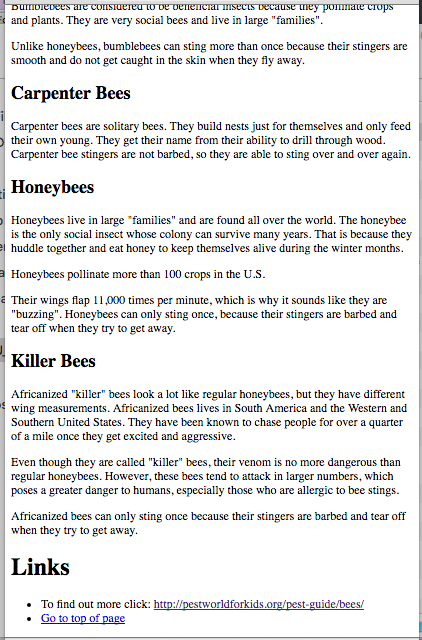 Bumblebees are considered to be beneficial insects because they pollinate crops
and plants. They are very social bees and live in large "families".
Unlike honeybees, bumblebees can sting more than once because their stingers are
smooth and do not get caught in the skin when they fly away.
Carpenter Bees
Carpenter bees are solitary bees. They build nests just for themselves and only feed
their own young. They get their name from their ability to drill through wood.
Carpenter bee stingers are not barbed, so they are able to sting over and over again.
Honeybees
Honeybees live in large "families" and are found all over the world. The honeybee
is the only social insect whose colony can survive many years. That is because they
huddle together and eat honey to keep themselves alive during the winter months.
Honeybees pollinate more than 100 crops in the U.S.
Their wings flap 11,000 times per minute, which is why it sounds like they are
"buzzing". Honeybees can only sting once, because their stingers are barbed and
tear off when they try to get away.
Killer Bees
Africanized "killer" bees look a lot like regular honeybees, but they have different
wing measurements. Africanized bees lives in South America and the Western and
Southern United States. They have been known to chase people for over a quarter
of a mile once they get excited and aggressive.
Even though they are called "killer" bees, their venom is no more dangerous than
regular honeybees. However, these bees tend to attack in larger numbers, which
poses a greater danger to humans, especially those who are allergic to bee stings.
Africanized bees can only sting once because their stingers are barbed and tear off
when they try to get away.
Links
• To find out more click: http://pestworldforkids.org/pest-guide/bees/
• Go to top of page